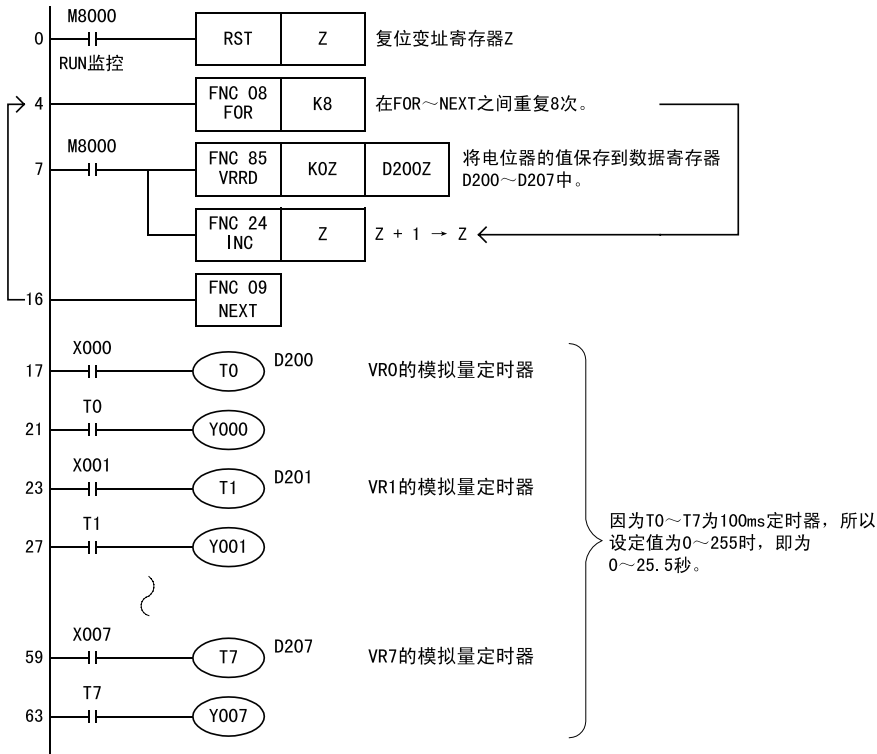 M8000
0 RST Z 复位变址寄存器Z
RUN监控
4 FNC 08 FOR K8 在FOR～NEXT之间重复8次。
M8000
7 FNC 85 VRRD K0Z D200Z 将电位器的值保存到数据寄存器
D200～D207中。
FNC 24 INC Z Z + 1 → Z
16 FNC 09 NEXT
X000
17 T0 D200 VR0的模拟量定时器
T0
21 Y000
X001
23 T1 D201 VR1的模拟量定时器
T1
27 Y001
因为T0～T7为100ms定时器，所以
设定值为0～255时，即为
0～25.5秒。
X007
59 T7 D207 VR7的模拟量定时器
T7
63 Y007